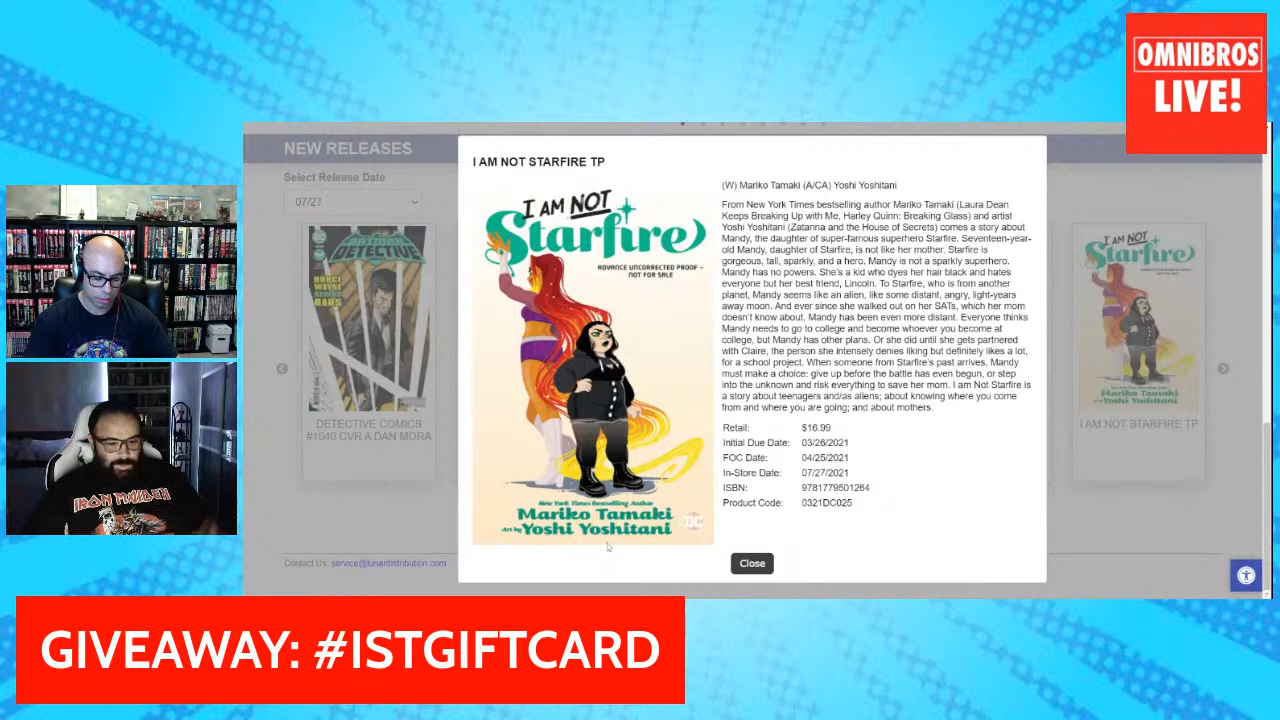 OMNIBROS
LIVE!
NEW RELEASES
Select Release Date
07/27
BATMAN
DETECTIVE
COMICS
BRUCE
WAYNE
BEHIND
BARS
DETECTIVE COMICS
#1040 CVR A DAN MORA
I AM NOT STARFIRE TP
I AM NOT
Starfire
ADVANCE UNCORRECTED PROOF –
NOT FOR SALE
New York Times Bestselling Author
Mariko Tamaki
Art by Yoshi Yoshitani
DC
(W) Mariko Tamaki (A/CA) Yoshi Yoshitani
From New York Times bestselling author Mariko Tamaki (Laura Dean
Keeps Breaking Up with Me, Harley Quinn: Breaking Glass) and artist
Yoshi Yoshitani (Zatanna and the House of Secrets) comes a story about
Mandy, the daughter of super-famous superhero Starfire. Seventeen-year-
old Mandy, daughter of Starfire, is not like her mother. Starfire is
gorgeous, tall, sparkly, and a hero. Mandy is not a sparkly superhero.
Mandy has no powers. She's a kid who dyes her hair black and hates
everyone but her best friend, Lincoln. To Starfire, who is from another
planet, Mandy seems like an alien, like some distant, angry, light-years
away moon. And ever since she walked out on her SATs, which her mom
doesn't know about, Mandy has been even more distant. Everyone thinks
Mandy needs to go to college and become whoever you become at
college, but Mandy has other plans. Or she did until she gets partnered
with Claire, the person she intensely denies liking but definitely likes a lot,
for a school project. When someone from Starfire's past arrives, Mandy
must make a choice: give up before the battle has even begun, or step
into the unknown and risk everything to save her mom. I Am Not Starfire is
a story about teenagers and/as aliens; about knowing where you come
from and where you are going; and about mothers.
Retail: $16.99
Initial Due Date: 03/26/2021
FOC Date: 04/25/2021
In-Store Date: 07/27/2021
ISBN: 9781779501264
Product Code: 0321DC025
Close
I AM NOT
Starfire
Mariko Tamaki
Yoshi Yoshitani
I AM NOT STARFIRE TP
Contact Us: service@lunardistribution.com
IRON MAIDEN
GIVEAWAY: #ISTGIFTCARD